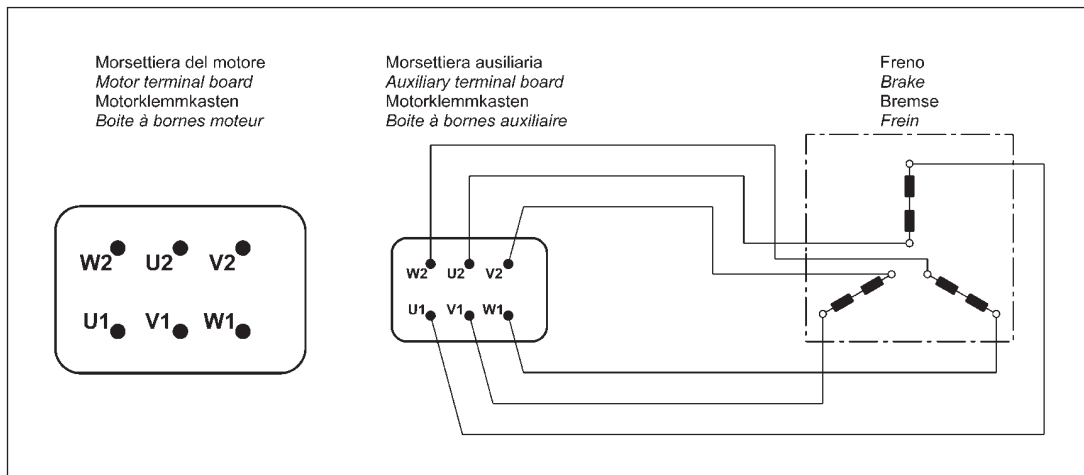 Morsettiera del motore
Motor terminal board
Motorklemmkasten
Boite à bornes moteur
Morsettiera ausiliaria
Auxiliary terminal board
Motorklemmkasten
Boite à bornes auxiliaire
Freno
Brake
Bremse
Frein
W2 U2 V2
U1 V1 W1
W2 U2 V2
U1 V1 W1